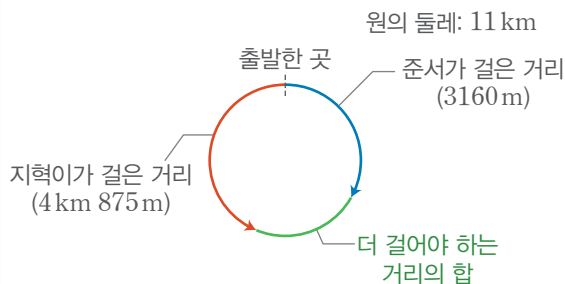 원의 둘레: 11 km
출발한 곳
준서가 걸은 거리
(3160 m)
지혁이가 걸은 거리
(4 km 875 m)
더 걸어야 하는
거리의 합